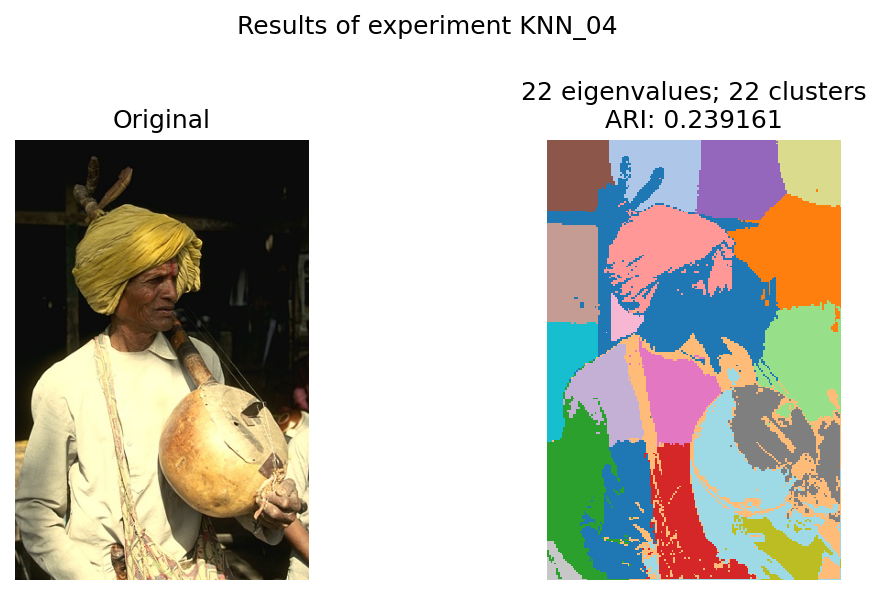 Results of experiment KNN_04
Original
22 eigenvalues; 22 clusters
ARI: 0.239161